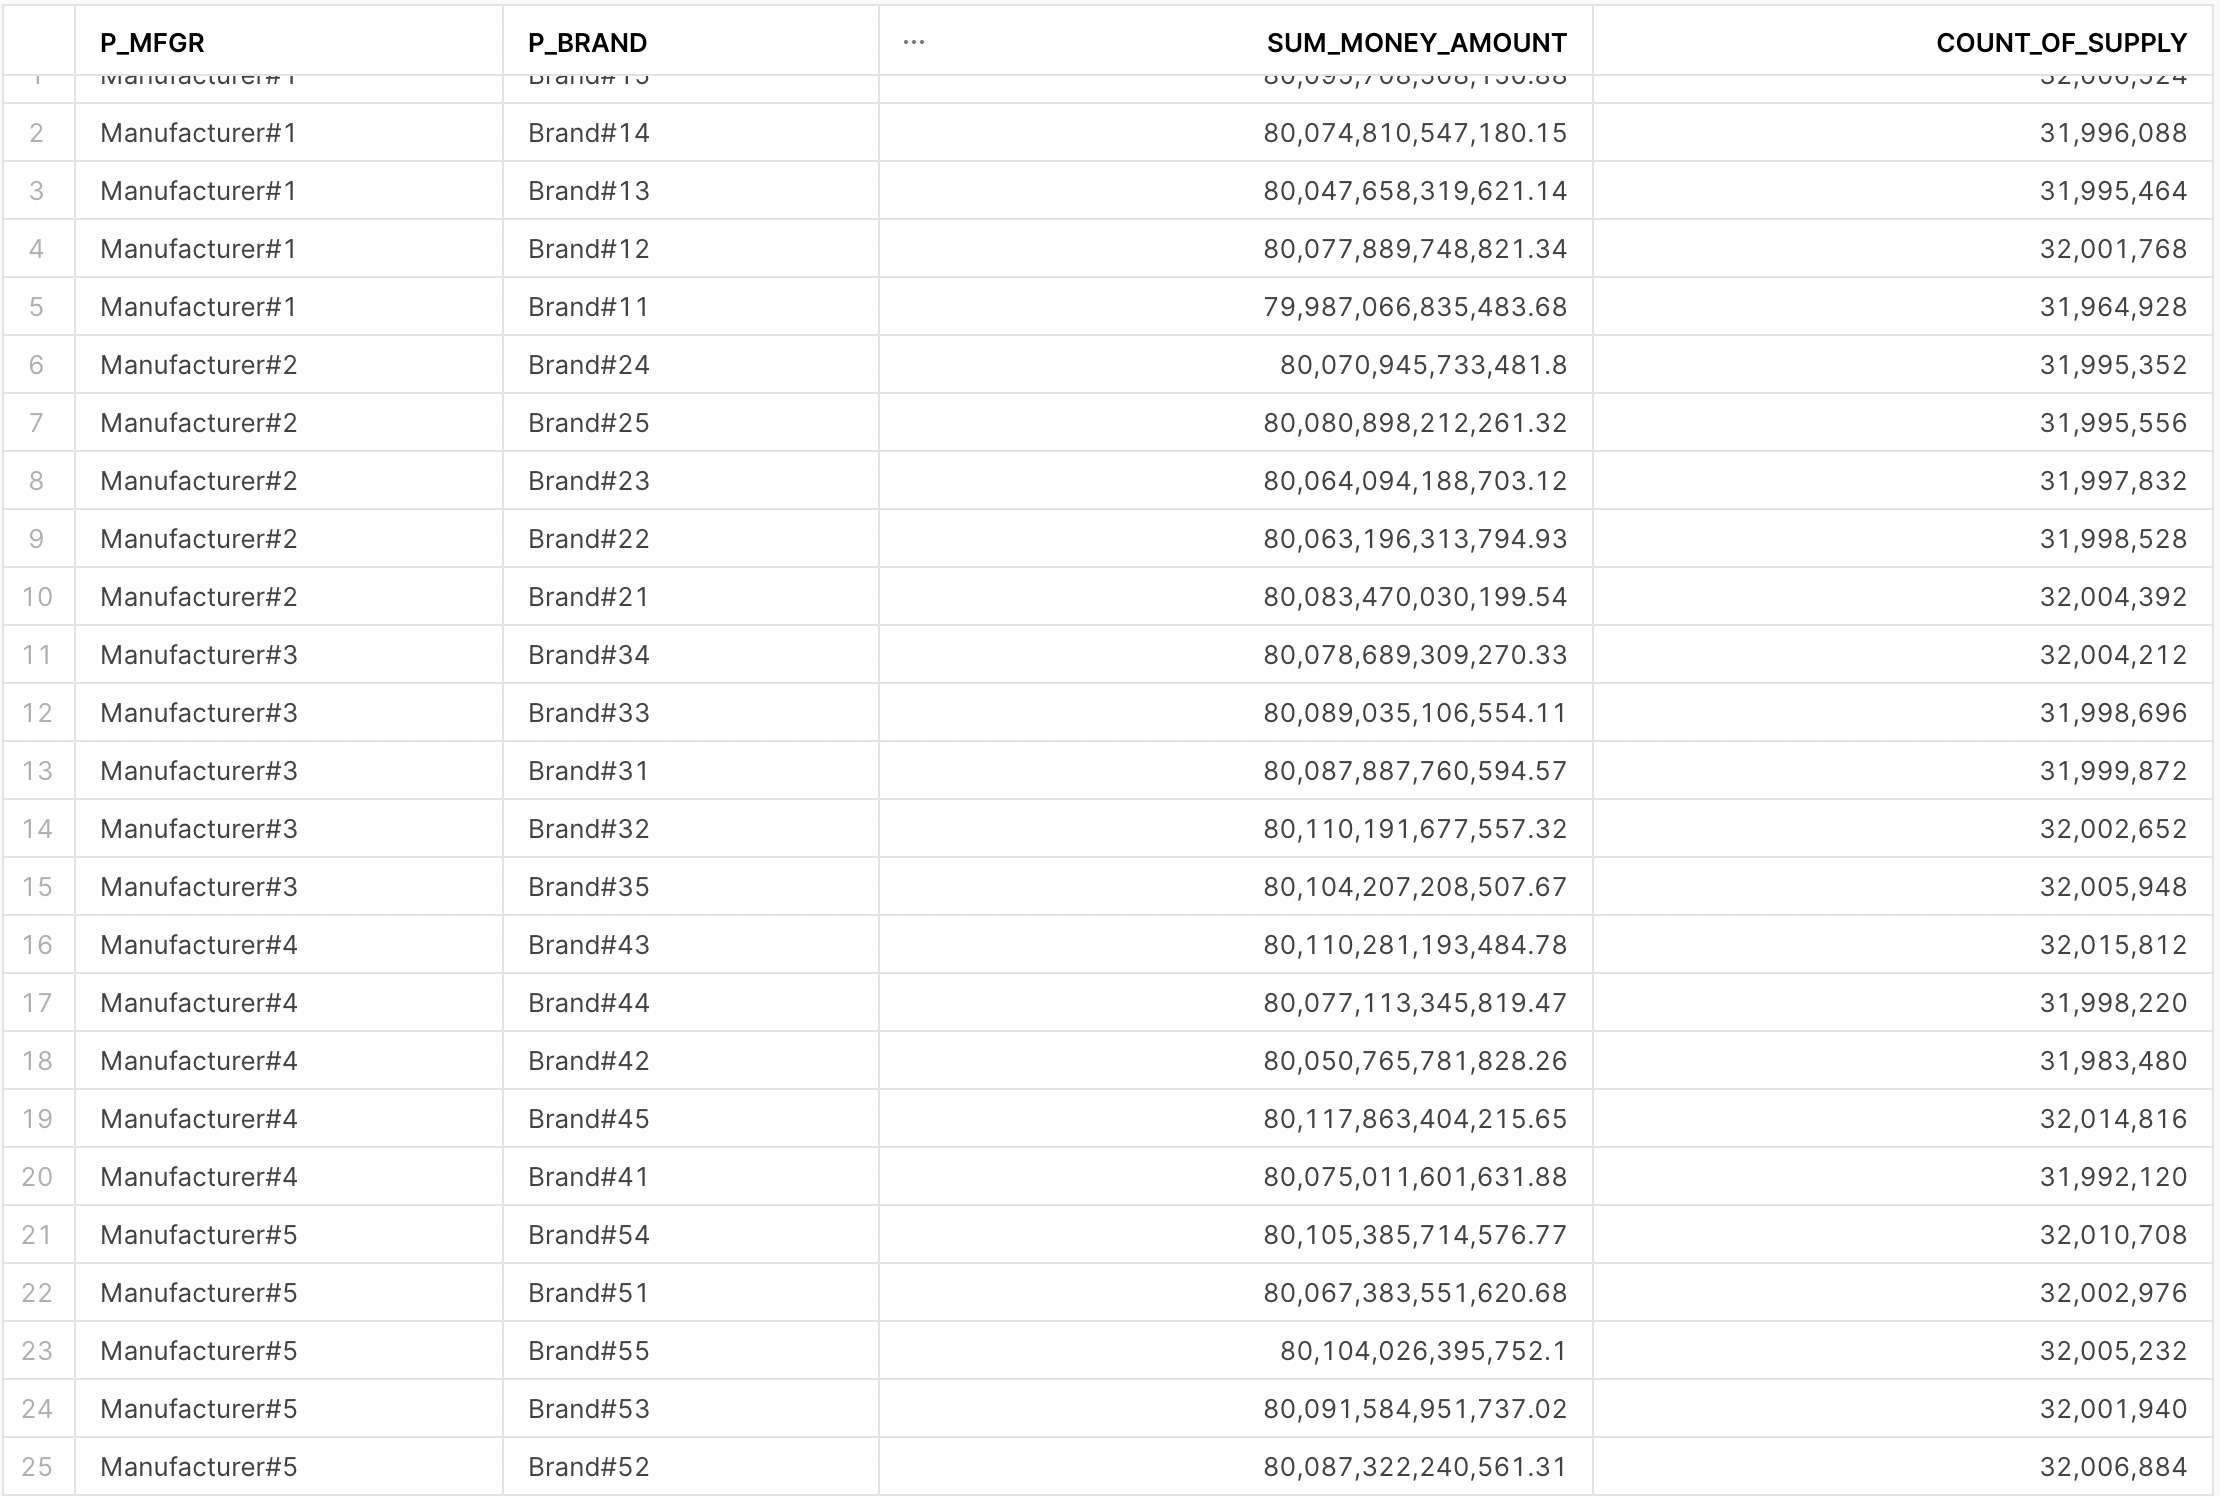 P_MFGR P_BRAND ... SUM_MONEY_AMOUNT COUNT_OF_SUPPLY
1 Manufacturer#1 Brand#15
2 Manufacturer#1 Brand#14 80,074,810,547,180.15 31,996,088
3 Manufacturer#1 Brand#13 80,047,658,319,621.14 31,995,464
4 Manufacturer#1 Brand#12 80,077,889,748,821.34 32,001,768
5 Manufacturer#1 Brand#11 79,987,066,835,483.68 31,964,928
6 Manufacturer#2 Brand#24 80,070,945,733,481.8 31,995,352
7 Manufacturer#2 Brand#25 80,080,898,212,261.32 31,995,556
8 Manufacturer#2 Brand#23 80,064,094,188,703.12 31,997,832
9 Manufacturer#2 Brand#22 80,063,196,313,794.93 31,998,528
10 Manufacturer#2 Brand#21 80,083,470,030,199.54 32,004,392
11 Manufacturer#3 Brand#34 80,078,689,309,270.33 32,004,212
12 Manufacturer#3 Brand#33 80,089,035,106,554.11 31,998,696
13 Manufacturer#3 Brand#31 80,087,887,760,594.57 31,999,872
14 Manufacturer#3 Brand#32 80,110,191,677,557.32 32,002,652
15 Manufacturer#3 Brand#35 80,104,207,208,507.67 32,005,948
16 Manufacturer#4 Brand#43 80,110,281,193,484.78 32,015,812
17 Manufacturer#4 Brand#44 80,077,113,345,819.47 31,998,220
18 Manufacturer#4 Brand#42 80,050,765,781,828.26 31,983,480
19 Manufacturer#4 Brand#45 80,117,863,404,215.65 32,014,816
20 Manufacturer#4 Brand#41 80,075,011,601,631.88 31,992,120
21 Manufacturer#5 Brand#54 80,105,385,714,576.77 32,010,708
22 Manufacturer#5 Brand#51 80,067,383,551,620.68 32,002,976
23 Manufacturer#5 Brand#55 80,104,026,395,752.1 32,005,232
24 Manufacturer#5 Brand#53 80,091,584,951,737.02 32,001,940
25 Manufacturer#5 Brand#52 80,087,322,240,561.31 32,006,884